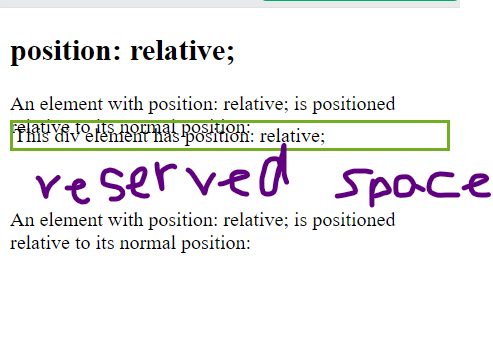 position: relative;
An element with position: relative; is positioned
relative to its normal position:
This div element has position: relative;
reserved space
An element with position: relative; is positioned
relative to its normal position: